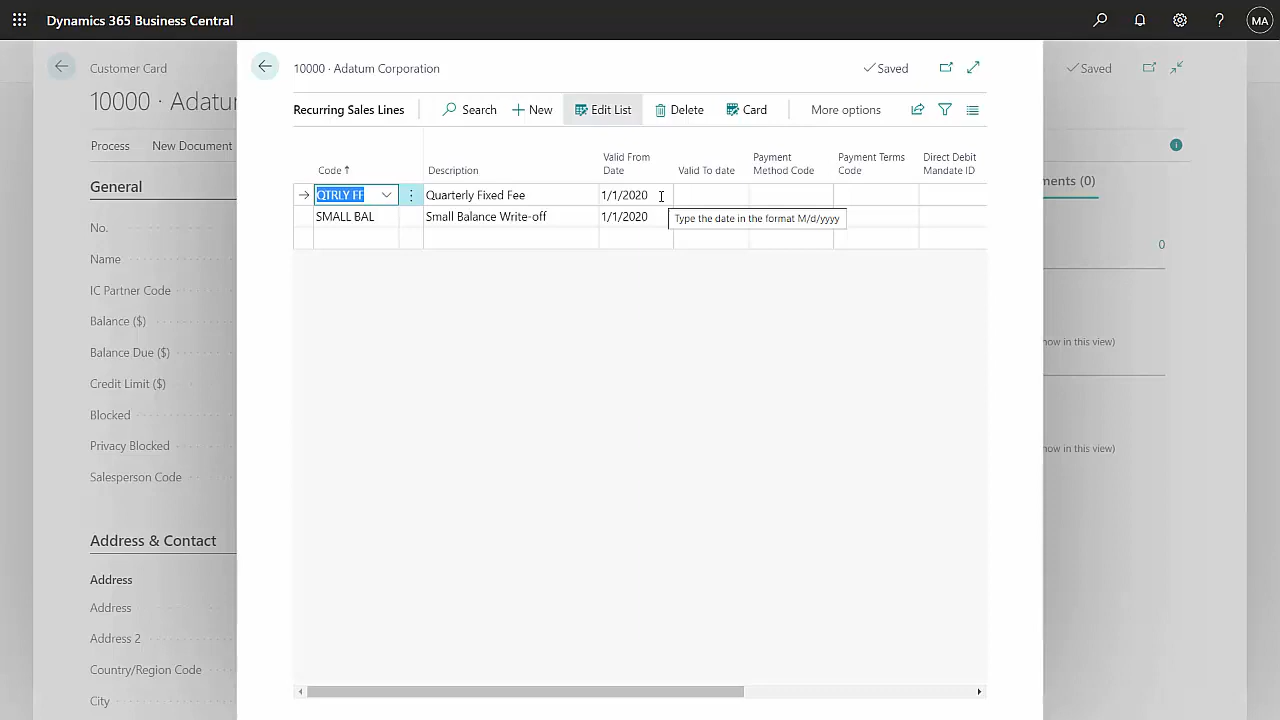 Dynamics 365 Business Central
MA
Customer Card
10000 · Adatu
Process New Document
General
No.
Name
IC Partner Code
Balance ($)
Balance Due ($)
Credit Limit ($)
Blocked
Privacy Blocked
Salesperson Code
Address & Contact
Address
Address
Address 2
Country/Region Code
City
10000 · Adatum Corporation
Saved
Recurring Sales Lines
Search New Edit List Delete Card More options
Code Description Valid From Date Valid To date Payment Method Code Payment Terms Code Direct Debit Mandate ID
QTRLY FF Quarterly Fixed Fee 1/1/2020
SMALL BAL Small Balance Write-off 1/1/2020
Type the date in the format M/d/yyyy
Saved
ments (0)
0
now in this view)
now in this view)